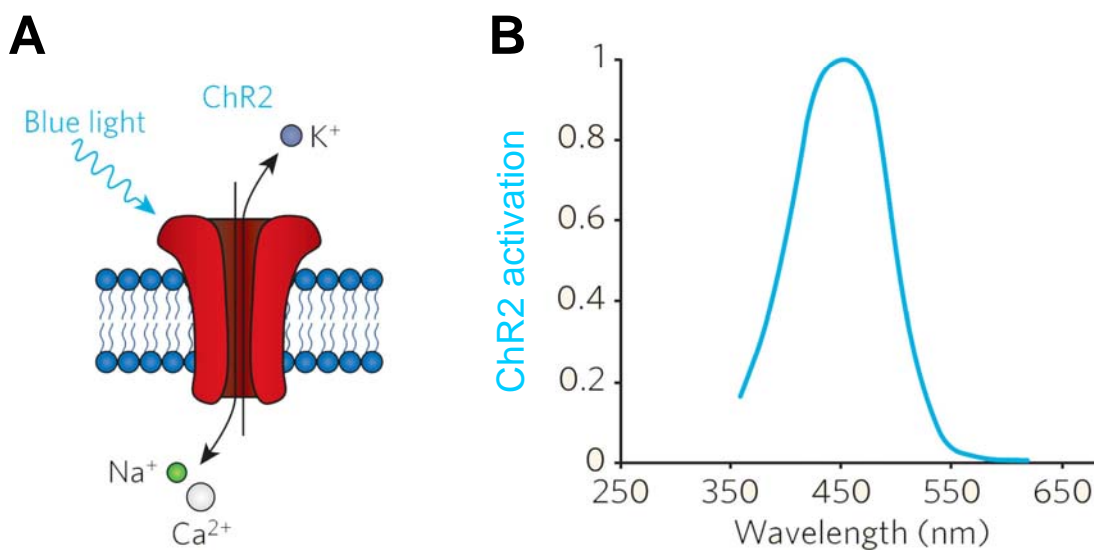 A
ChR2
Blue light
K⁺
Na⁺
Ca²⁺
B
ChR2 activation
1
0.8
0.6
0.4
0.2
0
250 350 450 550 650
Wavelength (nm)